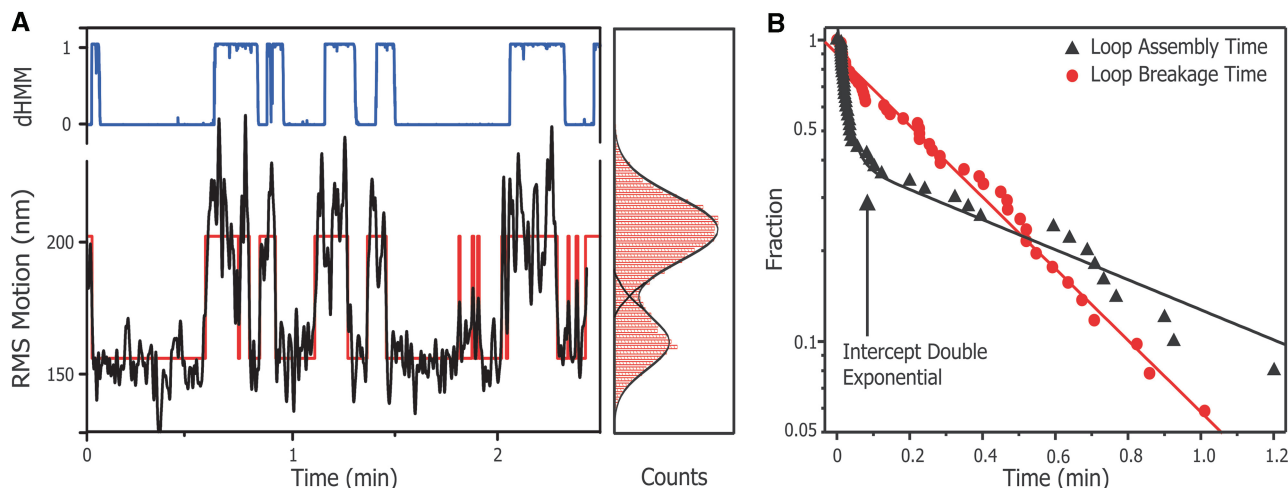 A
1
0
dHMM
200
150
RMS Motion (nm)
0
1
2
Time (min)
Counts
B
1
0.5
0.1
0.05
Fraction
Loop Assembly Time
Loop Breakage Time
Intercept Double
Exponential
0
0.2
0.4
0.6
0.8
1.0
1.2
Time (min)